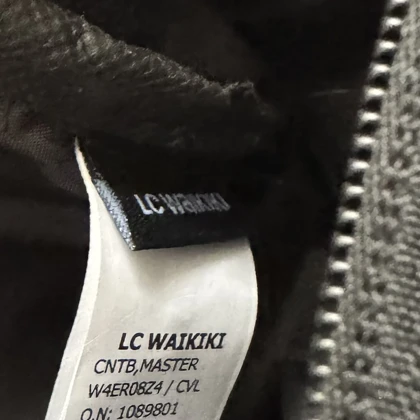 LC WAIKIKI
LC WAIKIKI
CNTB,MASTER
W4ER08Z4 / CVL
O.N: 1089801